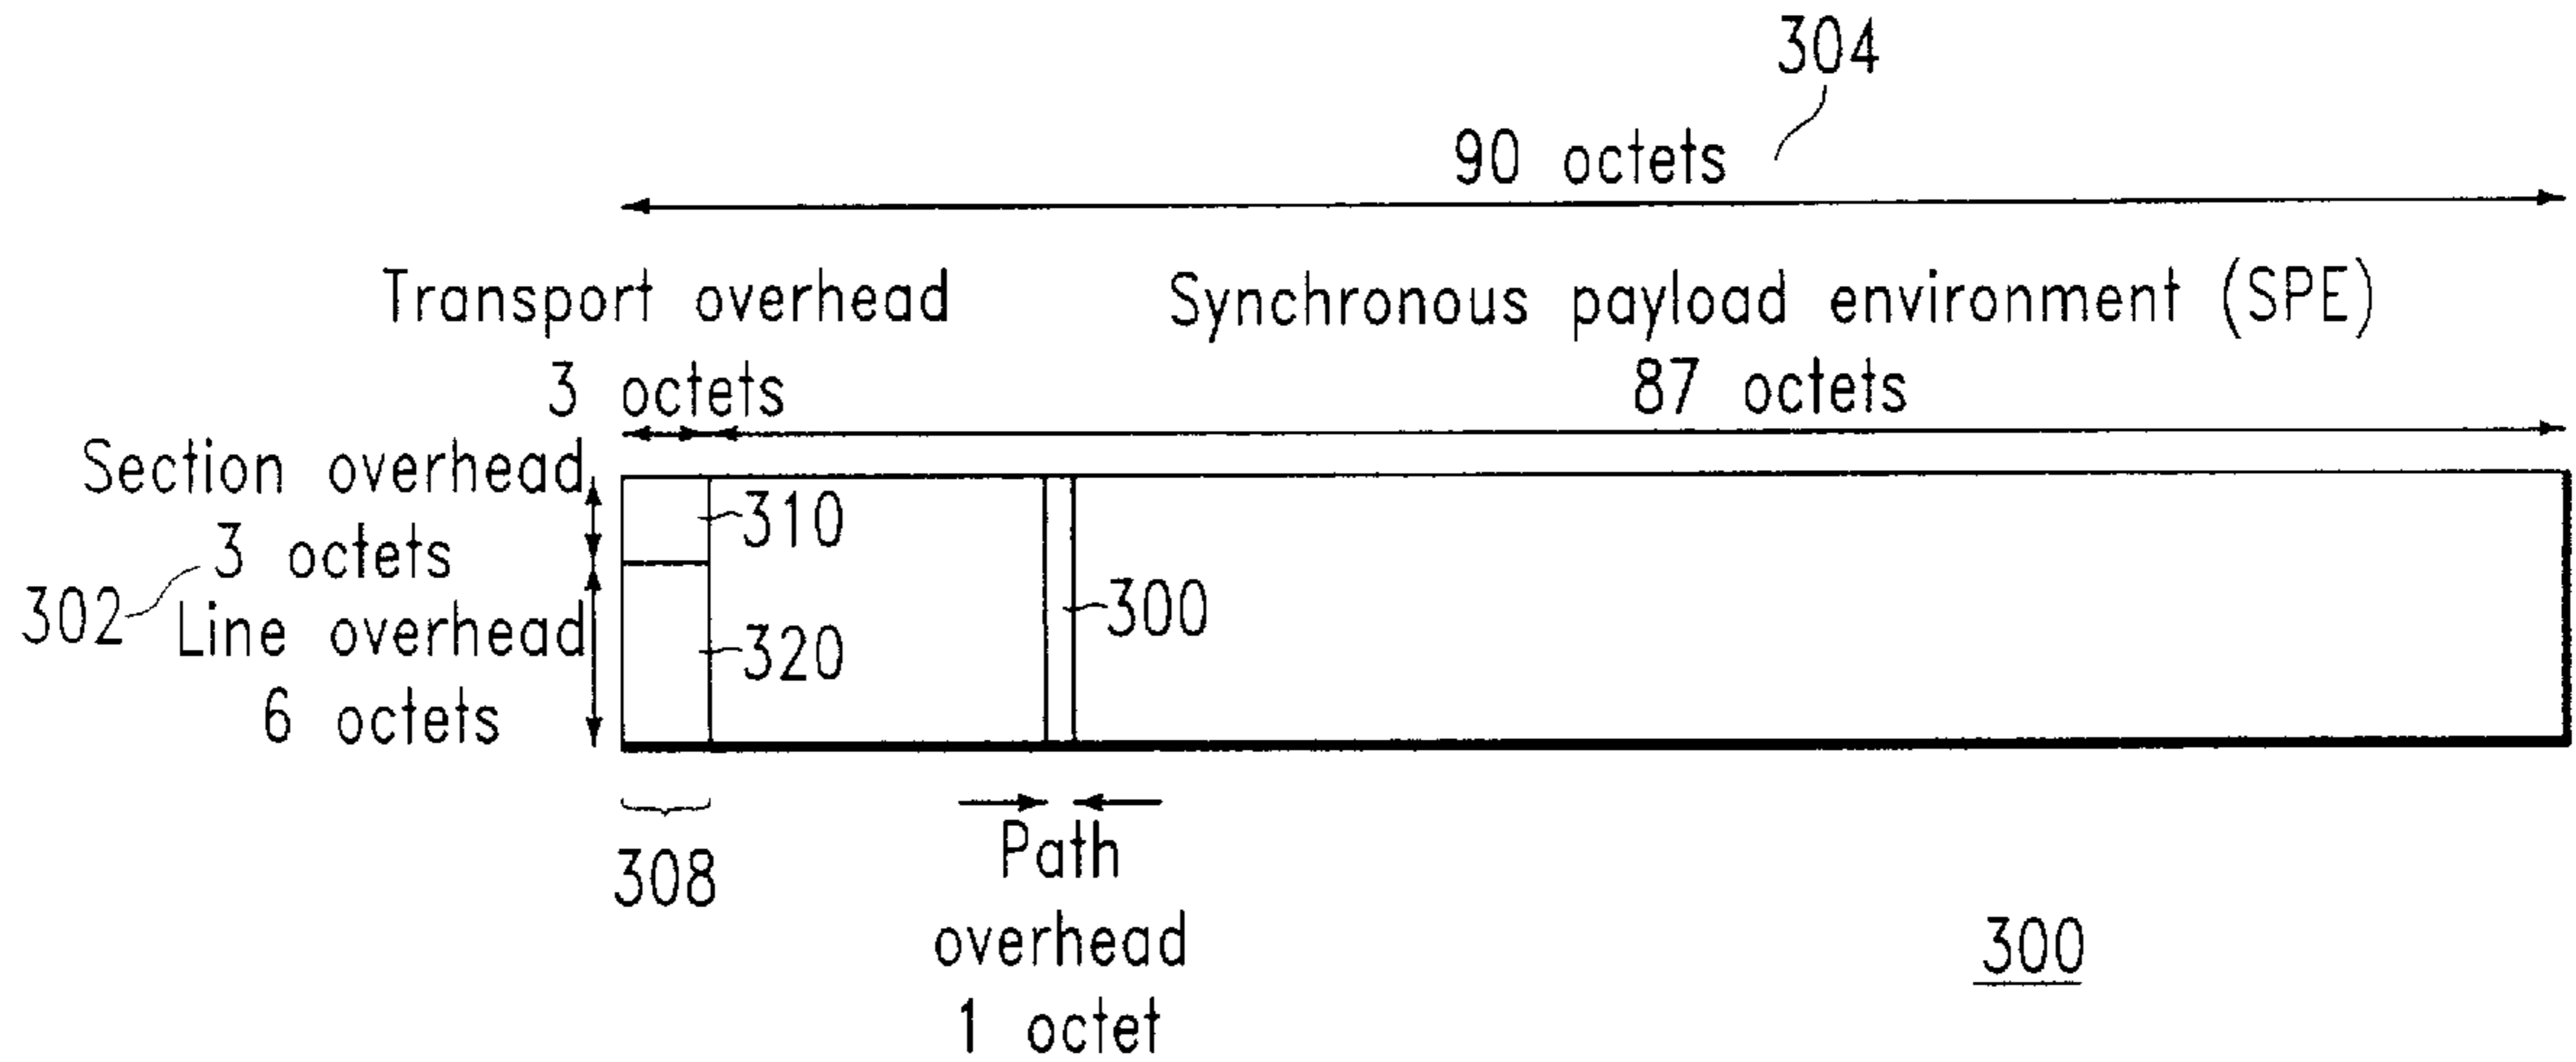 304
90 octets
Transport overhead
3 octets
Synchronous payload environment (SPE)
87 octets
Section overhead
3 octets
302
Line overhead
6 octets
310
320
300
308
Path
overhead
1 octet
300